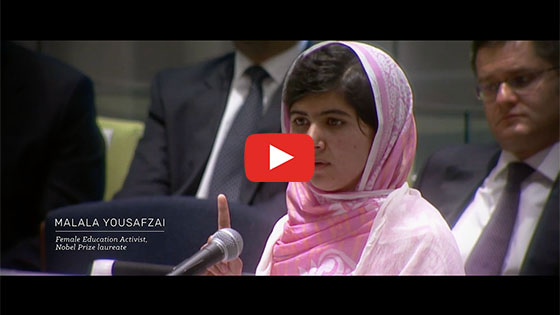 MALALA YOUSAFZAI
Female Education Activist,
Nobel Prize laureate